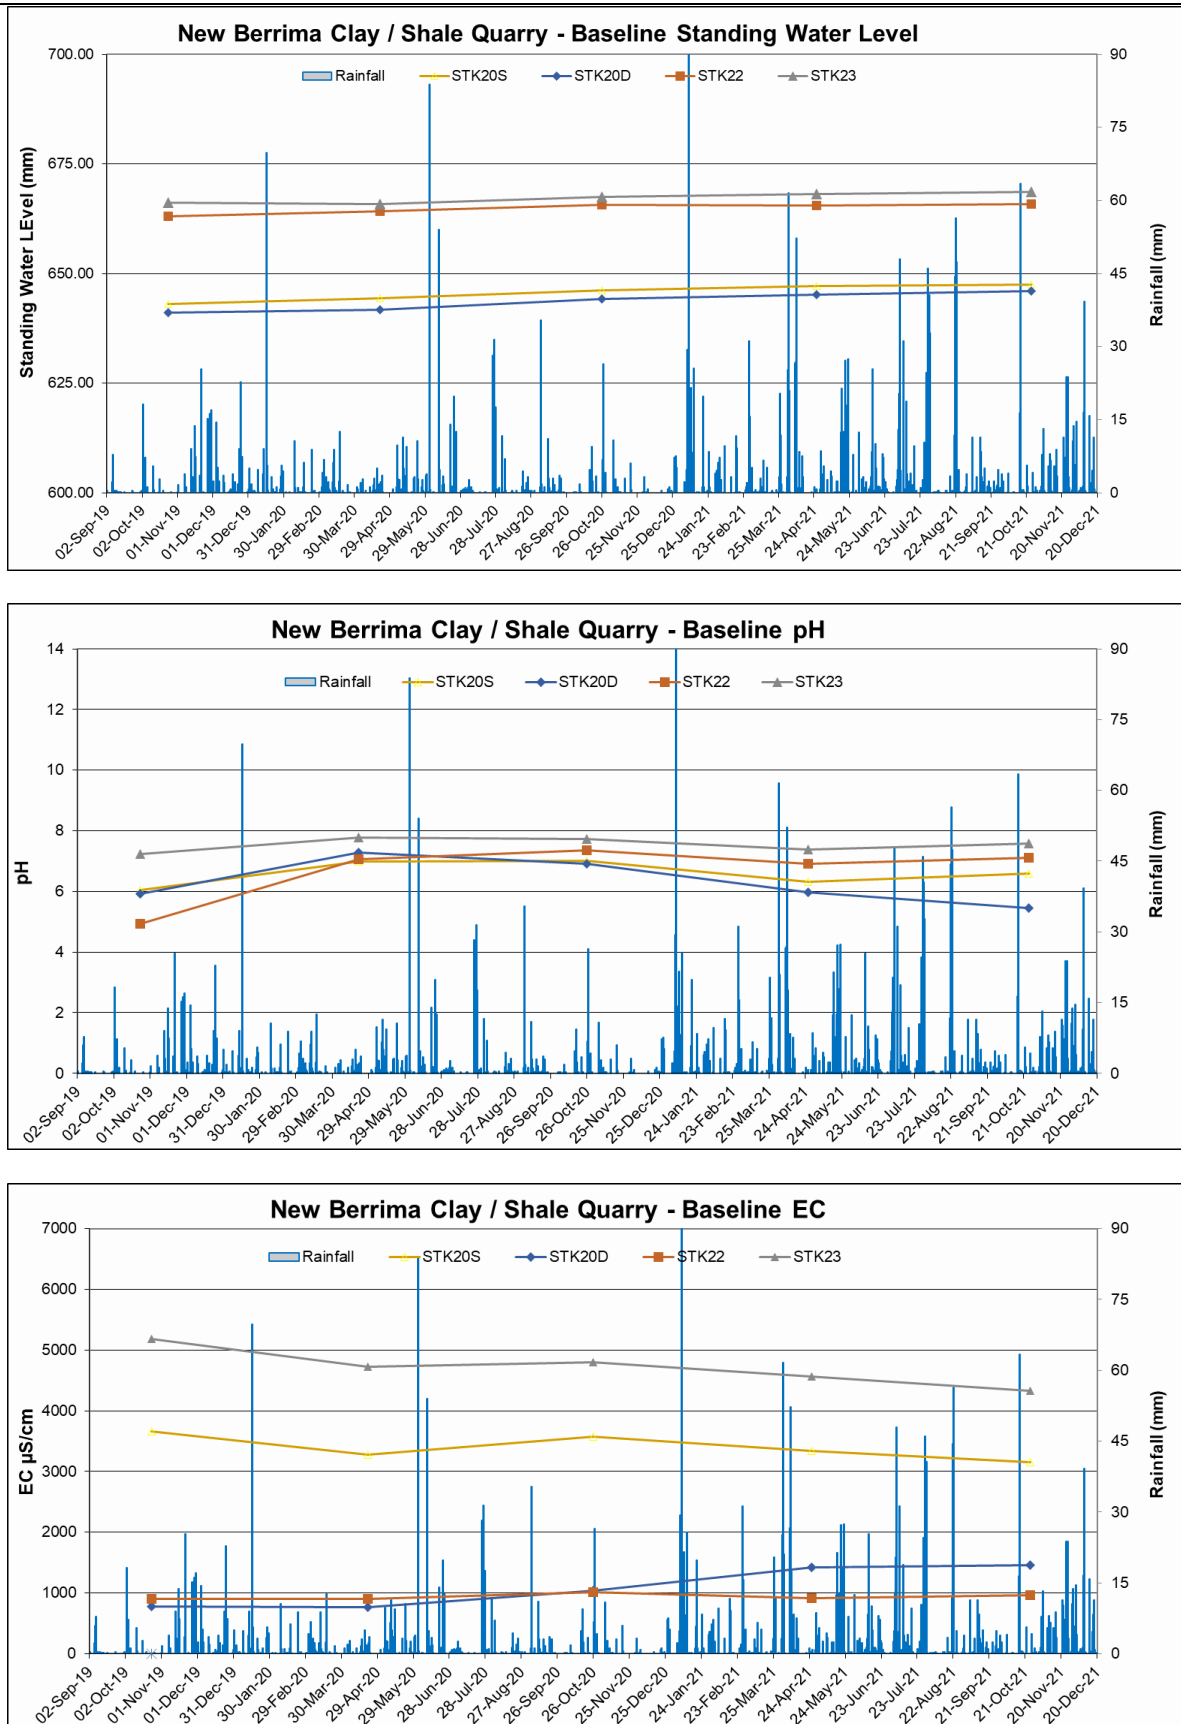 New Berrima Clay / Shale Quarry - Baseline Standing Water Level
Rainfall STK20S STK20D STK22 STK23
Standing Water LEvel (mm)
700.00
675.00
650.00
625.00
600.00
90
75
60
45
30
15
0
Rainfall (mm)
02-Sep-19
02-Oct-19
01-Nov-19
01-Dec-19
31-Dec-19
30-Jan-20
29-Feb-20
30-Mar-20
29-Apr-20
29-May-20
28-Jun-20
28-Jul-20
27-Aug-20
26-Sep-20
26-Oct-20
25-Nov-20
25-Dec-20
24-Jan-21
23-Feb-21
25-Mar-21
24-Apr-21
24-May-21
23-Jun-21
23-Jul-21
22-Aug-21
21-Sep-21
21-Oct-21
20-Nov-21
20-Dec-21
New Berrima Clay / Shale Quarry - Baseline pH
Rainfall STK20S STK20D STK22 STK23
pH
14
12
10
8
6
4
2
0
90
75
60
45
30
15
0
Rainfall (mm)
02-Sep-19
02-Oct-19
01-Nov-19
01-Dec-19
31-Dec-19
30-Jan-20
29-Feb-20
30-Mar-20
29-Apr-20
29-May-20
28-Jun-20
28-Jul-20
27-Aug-20
26-Sep-20
26-Oct-20
25-Nov-20
25-Dec-20
24-Jan-21
23-Feb-21
25-Mar-21
24-Apr-21
24-May-21
23-Jun-21
23-Jul-21
22-Aug-21
21-Sep-21
21-Oct-21
20-Nov-21
20-Dec-21
New Berrima Clay / Shale Quarry - Baseline EC
Rainfall STK20S STK20D STK22 STK23
EC µS/cm
7000
6000
5000
4000
3000
2000
1000
0
90
75
60
45
30
15
0
Rainfall (mm)
02-Sep-19
02-Oct-19
01-Nov-19
01-Dec-19
31-Dec-19
30-Jan-20
29-Feb-20
30-Mar-20
29-Apr-20
29-May-20
28-Jun-20
28-Jul-20
27-Aug-20
26-Sep-20
26-Oct-20
25-Nov-20
25-Dec-20
24-Jan-21
23-Feb-21
25-Mar-21
24-Apr-21
24-May-21
23-Jun-21
23-Jul-21
22-Aug-21
21-Sep-21
21-Oct-21
20-Nov-21
20-Dec-21